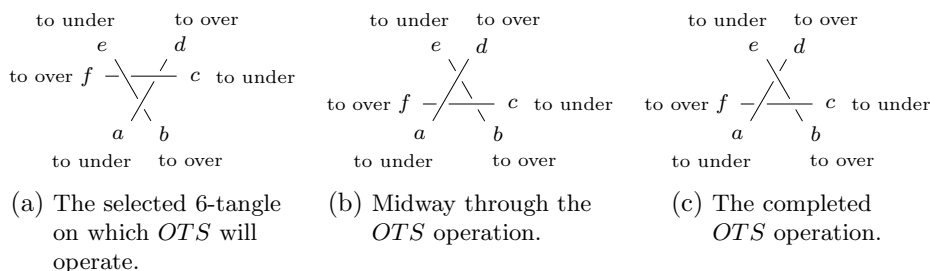 to under to over to under to over to under to over
e d e d e d
to over f c to under to over f c to under to over f c to under
a b a b a b
to under to over to under to over to under to over
(a) The selected 6-tangle
on which OTS will
operate.
(b) Midway through the
OTS operation.
(c) The completed
OTS operation.